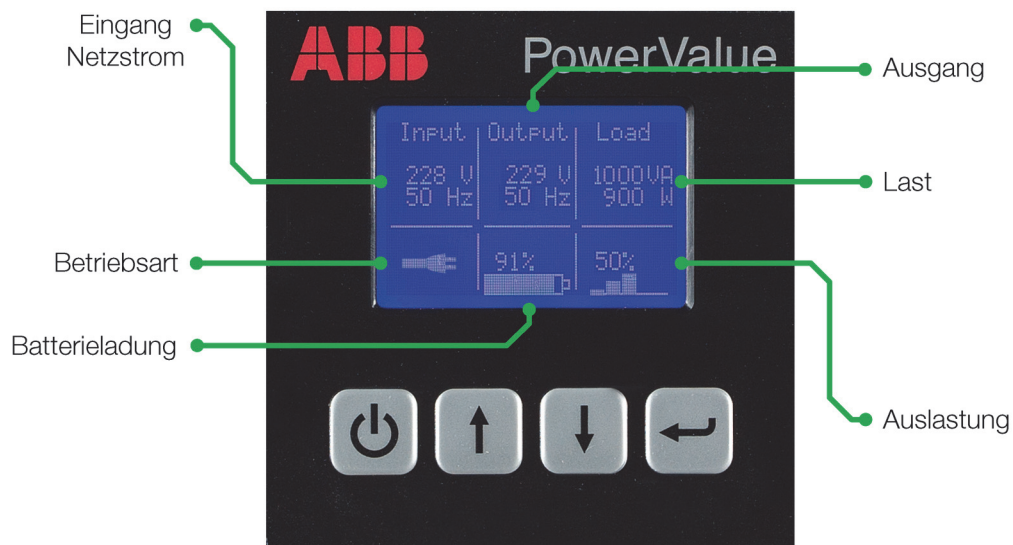 Eingang
Netzstrom
ABB
PowerValue
Ausgang
Input Output Load
228 V 229 V 1000VA
50 Hz 50 Hz 900 W
Last
Betriebsart
91% 50%
Batterieladung
Auslastung